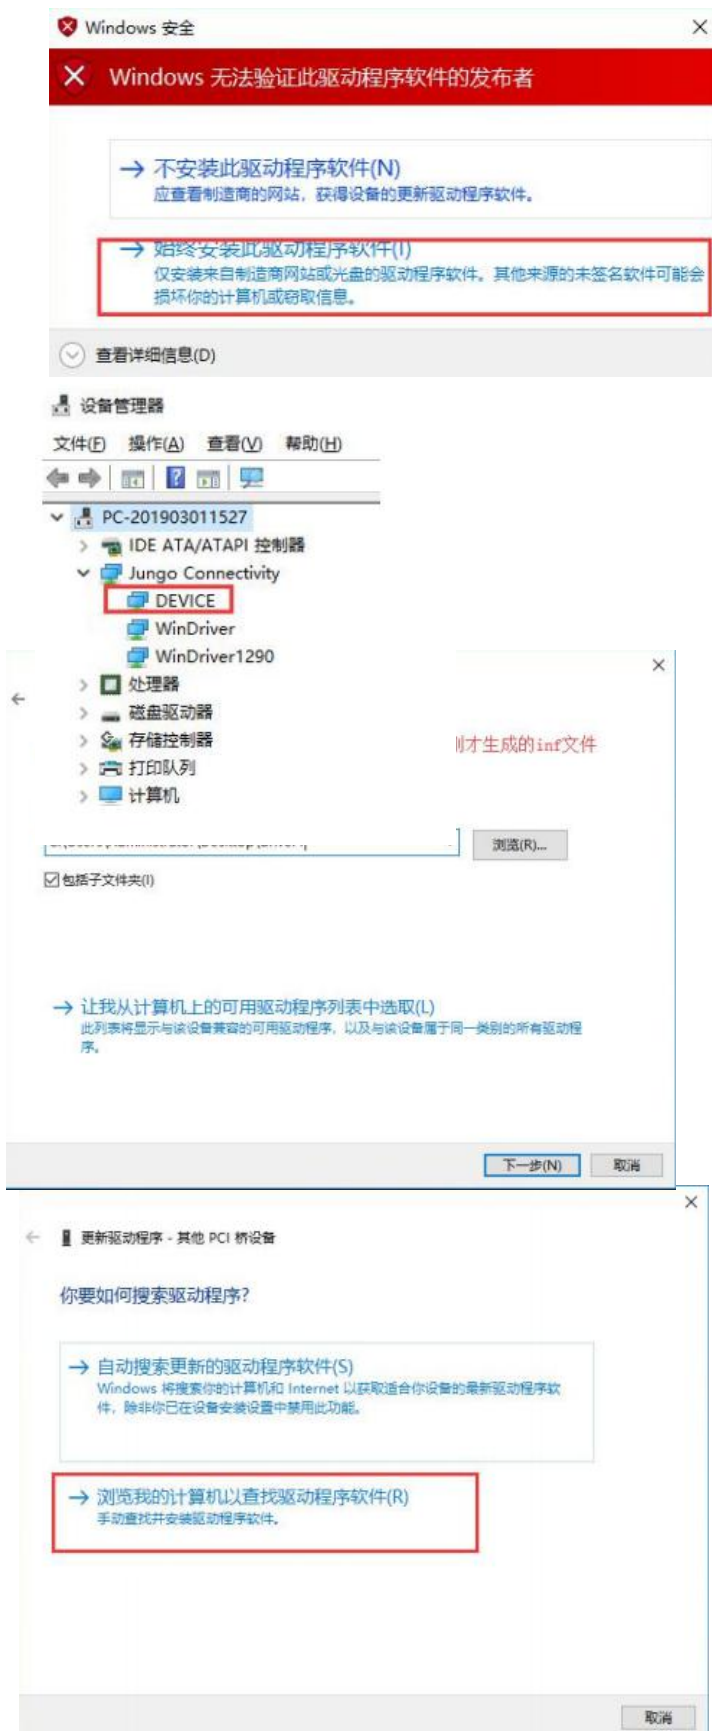 Windows 安全
Windows 无法验证此驱动程序软件的发布者
不安装此驱动程序软件(N)
应查看制造商的网站，获得设备的更新驱动程序软件。
始终安装此驱动程序软件(I)
仅安装来自制造商网站或光盘的驱动程序软件。其他来源的未签名软件可能会
损坏你的计算机或窃取信息。
查看详细信息(D)
设备管理器
文件(F) 操作(A) 查看(V) 帮助(H)
PC-201903011527
IDE ATA/ATAPI 控制器
Jungo Connectivity
DEVICE
WinDriver
WinDriver1290
处理器
磁盘驱动器
存储控制器
打印队列
计算机
才生成的inf文件
浏览(R)...
包括子文件夹(I)
让我从计算机上的可用驱动程序列表中选取(L)
此列表将显示与该设备兼容的可用驱动程序，以及与该设备属于同一类别的所有驱动程
序。
下一步(N) 取消
更新驱动程序 - 其他 PCI 桥设备
你要如何搜索驱动程序?
自动搜索更新的驱动程序软件(S)
Windows 将搜索你的计算机和 Internet 以获取适合你设备的最新驱动程序软
件，除非你已在设备安装设置中禁用此功能。
浏览我的计算机以查找驱动程序软件(R)
手动查找并安装驱动程序软件。
取消